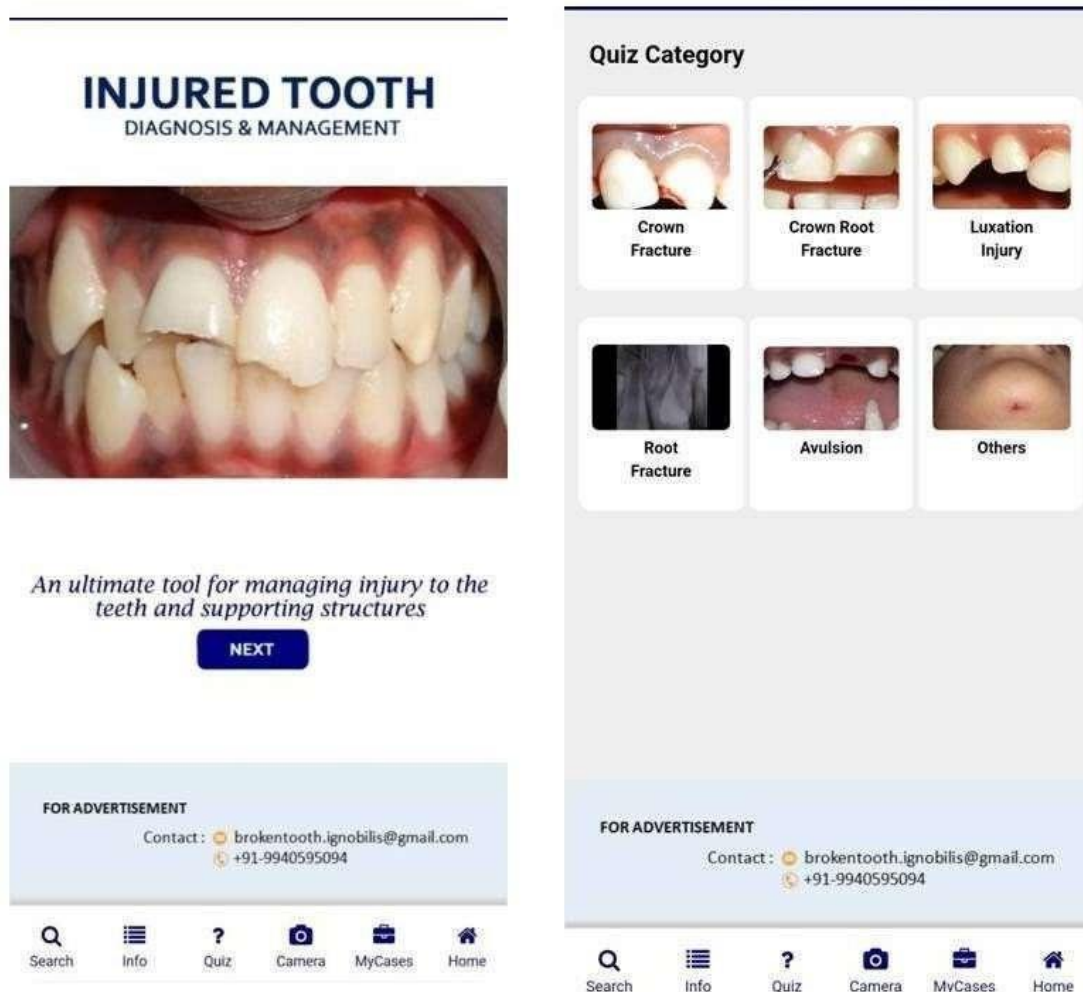 INJURED TOOTH
DIAGNOSIS & MANAGEMENT
An ultimate tool for managing injury to the
teeth and supporting structures
NEXT
FOR ADVERTISEMENT
Contact : brokentooth.ignobilis@gmail.com
+91-9940595094
Search Info Quiz Camera MyCases Home
Quiz Category
Crown
Fracture
Crown Root
Fracture
Luxation
Injury
Root
Fracture
Avulsion
Others
FOR ADVERTISEMENT
Contact : brokentooth.ignobilis@gmail.com
+91-9940595094
Search Info Quiz Camera MyCases Home